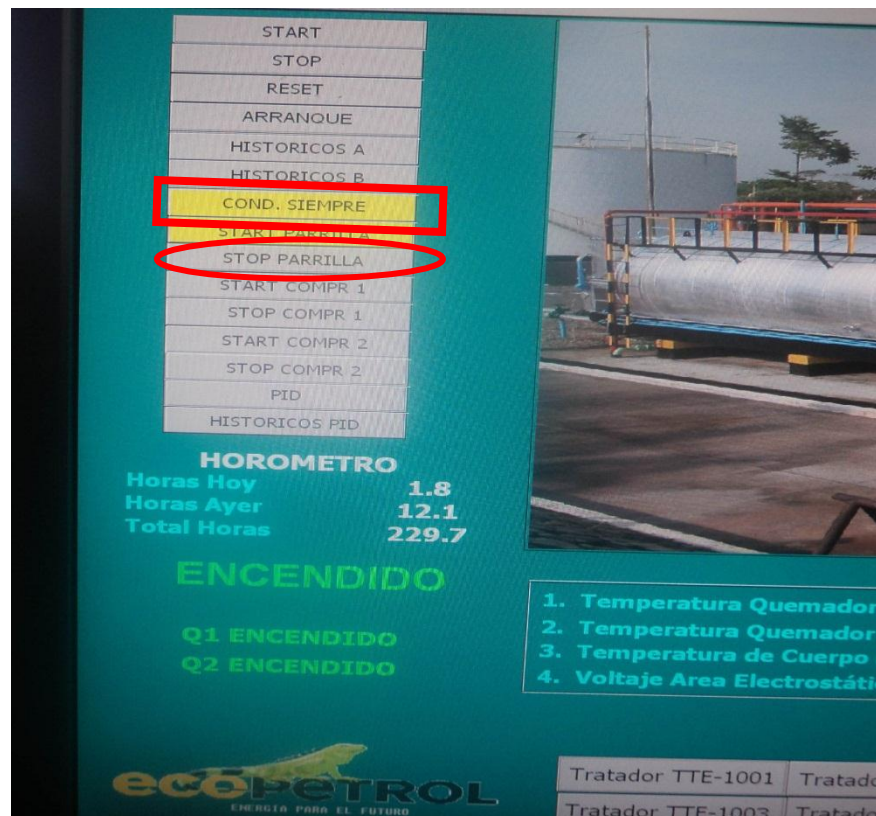 START
STOP
RESET
ARRANQUE
HISTORICOS A
HISTORICOS B
COND. SIEMPRE
START PARRILLA
STOP PARRILLA
START COMPR 1
STOP COMPR 1
START COMPR 2
STOP COMPR 2
PID
HISTORICOS PID
HOROMETRO
Horas Hoy 1.8
Horas Ayer 12.1
Total Horas 229.7
ENCENDIDO
Q1 ENCENDIDO
Q2 ENCENDIDO
1. Temperatura Quemador
2. Temperatura Quemador
3. Temperatura de Cuerpo
4. Voltaje Area Electrostáti
ecopetrol
ENERGIA PARA EL FUTURO
Tratador TTE-1001 Tratad
Tratador TTE-1003 Tratad